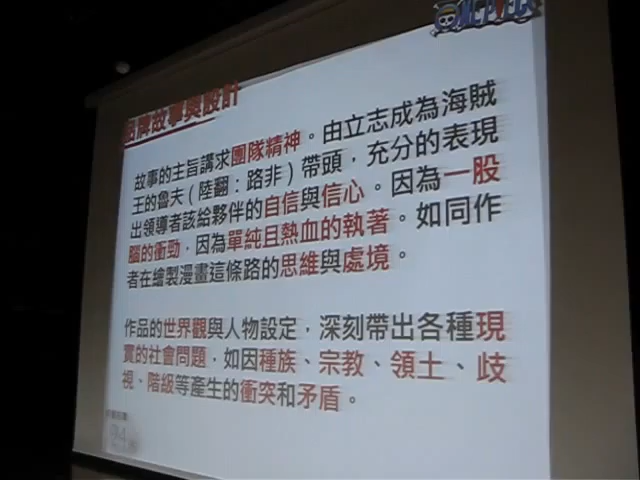 ONE PIECE
品牌故事與設計
故事的主旨講求團隊精神。由立志成為海賊
王的魯夫（陸翻：路非）帶頭，充分的表現
出領導者該給夥伴的自信與信心。因為一股
腦的衝勁，因為單純且熱血的執著。如同作
者在繪製漫畫這條路的思維與處境。
作品的世界觀與人物設定，深刻帶出各種現
實的社會問題，如因種族、宗教、領土、歧
視、階級等產生的衝突和矛盾。